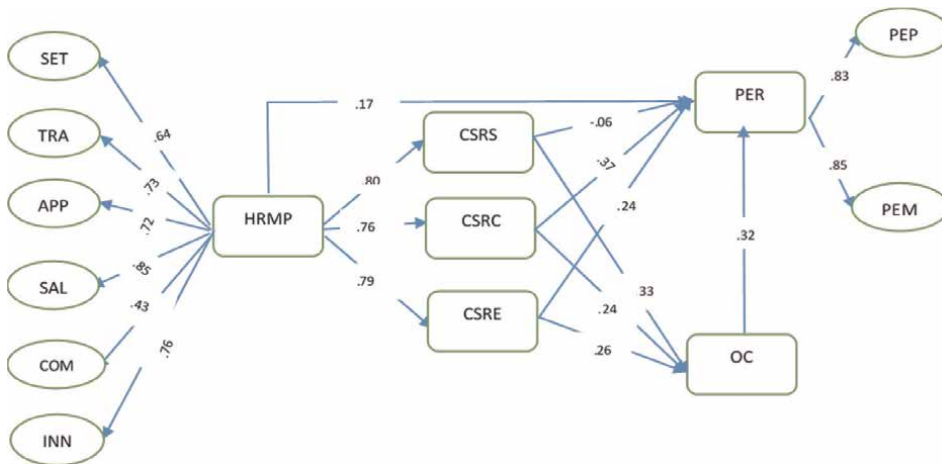 PEP
SET
.83
PER
.17
-.06
TRA
.64
CSRS
.37
.85
.73
.80
APP
.72
HRMP
.76
CSRC
.24
PEM
.32
.85
.79
SAL
.43
CSRE
.24
33
.26
.76
COM
OC
INN